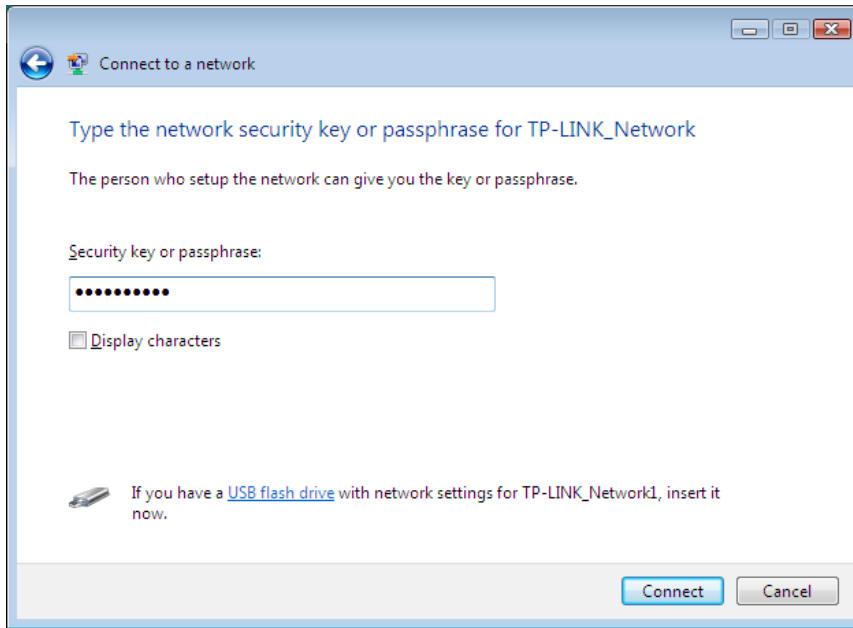 Connect to a network
Type the network security key or passphrase for TP-LINK_Network
The person who setup the network can give you the key or passphrase.
Security key or passphrase:
••••••••••
Display characters
If you have a USB flash drive with network settings for TP-LINK_Network1, insert it
now.
Connect Cancel